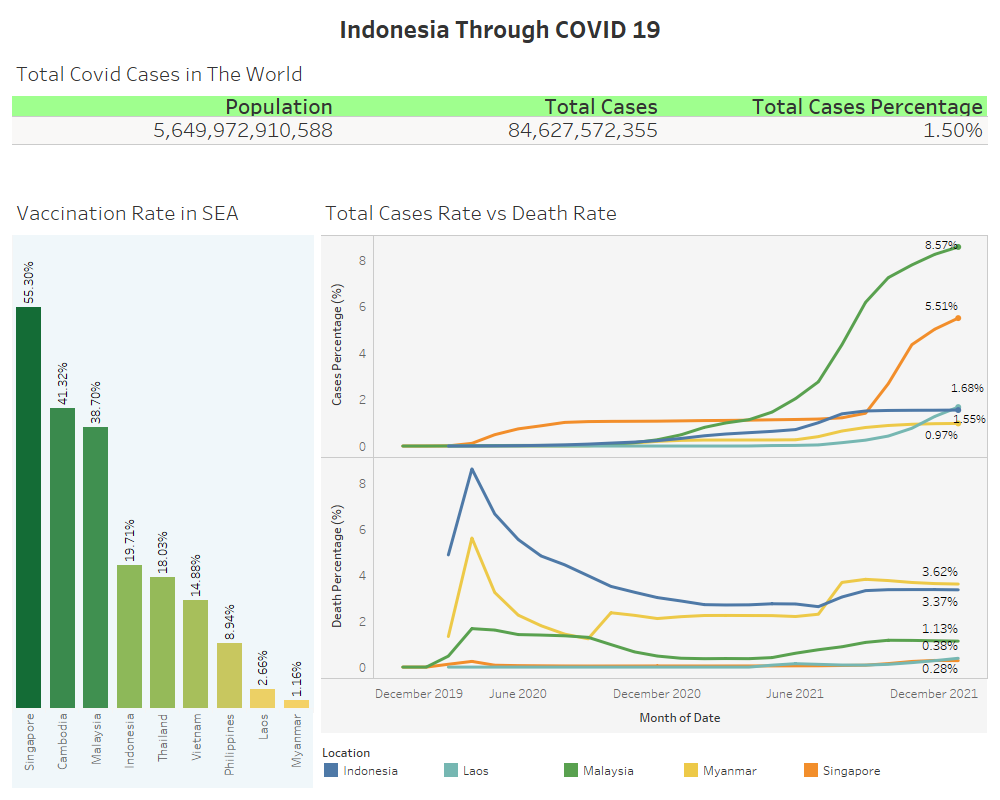 Indonesia Through COVID 19
Total Covid Cases in The World
Population Total Cases Total Cases Percentage
5,649,972,910,588 84,627,572,355 1.50%
Vaccination Rate in SEA
55.30%
41.32%
38.70%
19.71%
18.03%
14.88%
8.94%
2.66%
1.16%
Singapore
Cambodia
Malaysia
Indonesia
Thailand
Vietnam
Philippines
Laos
Myanmar
Total Cases Rate vs Death Rate
Cases Percentage (%)
8
6
4
2
0
8.57%
5.51%
1.68%
1.55%
0.97%
Death Percentage (%)
8
6
4
2
0
3.62%
3.37%
1.13%
0.38%
0.28%
December 2019 June 2020 December 2020 June 2021 December 2021
Month of Date
Location
Indonesia Laos Malaysia Myanmar Singapore